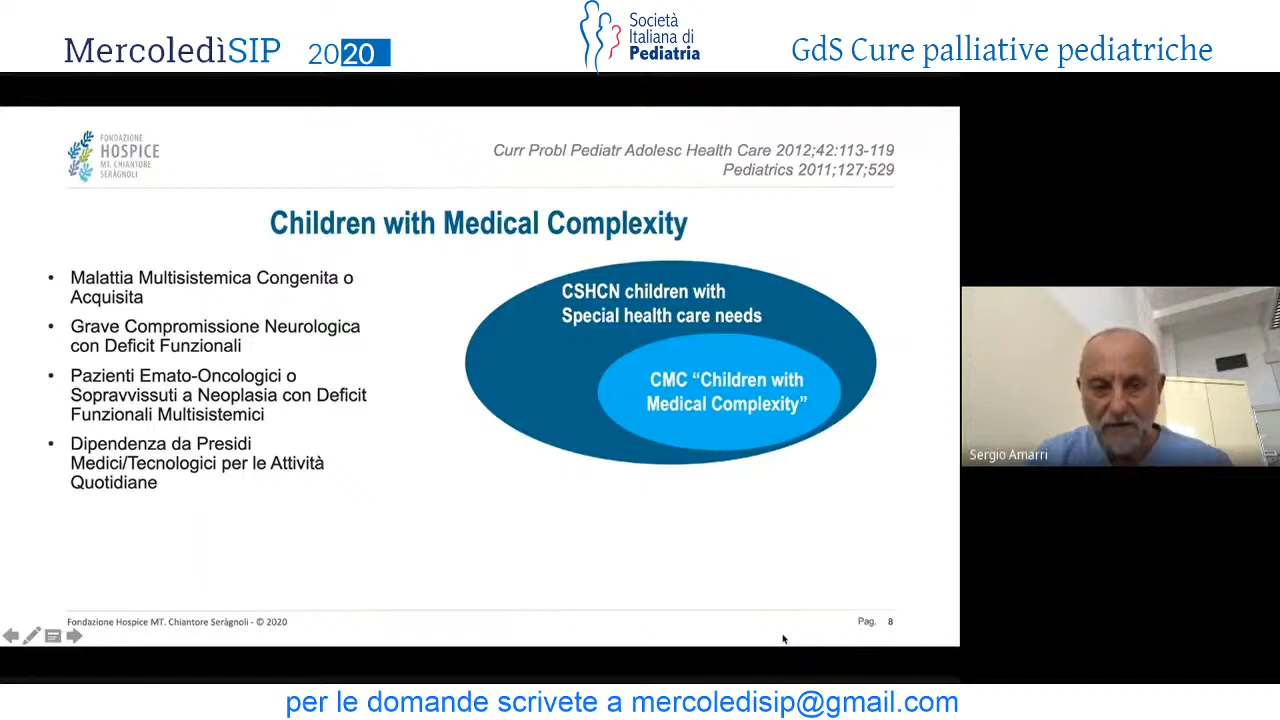 MercoledìSIP 2020
Società
Italiana di
Pediatria
GdS Cure palliative pediatriche
FONDAZIONE
HOSPICE
MT. CHIANTORE
SERÀGNOLI
Curr Probl Pediatr Adolesc Health Care 2012;42:113-119
Pediatrics 2011;127;529
Children with Medical Complexity
• Malattia Multisistemica Congenita o
Acquisita
• Grave Compromissione Neurologica
con Deficit Funzionali
• Pazienti Emato-Oncologici o
Sopravvissuti a Neoplasia con Deficit
Funzionali Multisistemici
• Dipendenza da Presidi
Medici/Tecnologici per le Attività
Quotidiane
CSHCN children with
Special health care needs
CMC “Children with
Medical Complexity”
Sergio Amarri
Fondazione Hospice MT. Chiantore Seràgnoli - © 2020
Pag. 8
per le domande scrivete a mercoledisip@gmail.com